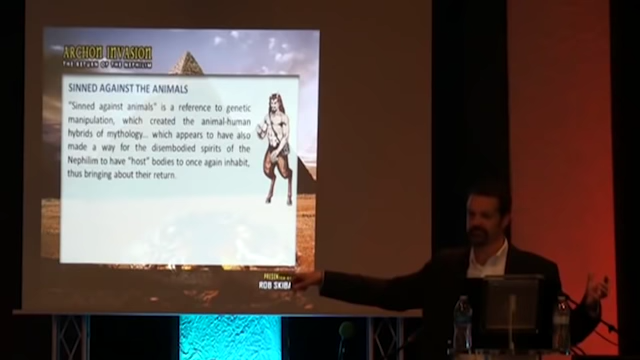 ARCHON INVASION
THE RETURN OF THE NEPHILIM
SINNED AGAINST THE ANIMALS
"Sinned against animals" is a reference to genetic
manipulation, which created the animal-human
hybrids of mythology... which appears to have also
made a way for the disembodied spirits of the
Nephilim to have "host" bodies to once again inhabit,
thus bringing about their return.
ROB SKIBA